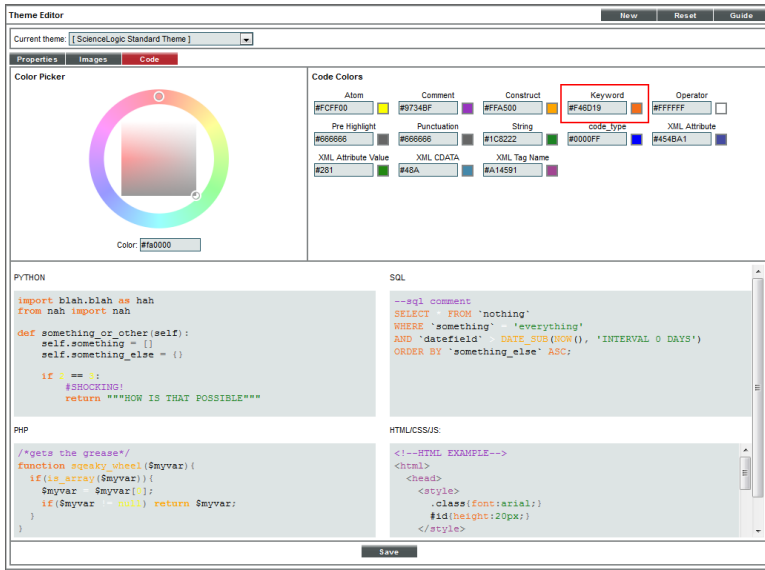 Theme Editor
New Reset Guide
Current theme: [ ScienceLogic Standard Theme ]
Properties Images Code
Color Picker
Color: #fa0000
Code Colors
Atom Comment Construct Keyword Operator
#FCFF00 #9734BF #FFA500 #F46D19 #FFFFFF
Pre Highlight Punctuation String code_type XML Attribute
#666666 #666666 #1C8222 #0000FF #454BA1
XML Attribute Value XML CDATA XML Tag Name
#281 #48A #A14591
PYTHON
import blah.blah as hah
from nah import nah
def something_or_other(self):
self.something = []
self.something_else = {}
if == :
#SHOCKING!
return """HOW IS THAT POSSIBLE"""
SQL
--sql comment
SELECT * FROM `nothing`
WHERE `something` = 'everything'
AND `datefield` DATE_SUB(NOW(), 'INTERVAL 0 DAYS')
ORDER BY `something_else` ASC;
PHP
/*gets the grease*/
function sqeaky_wheel($myvar){
if(is_array($myvar)){
$myvar = $myvar[];
if($myvar null) return $myvar;
}
}
HTML/CSS/JS:
<!--HTML EXAMPLE-->
<html>
<head>
<style>
.class{font:arial;}
#id{height:20px;}
</style>
Save